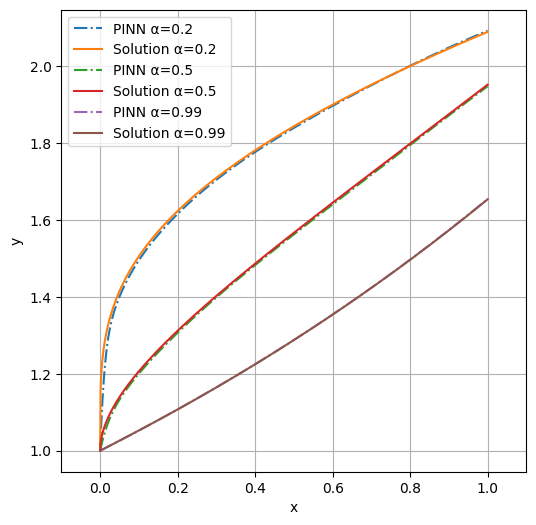 PINN α=0.2
Solution α=0.2
PINN α=0.5
Solution α=0.5
PINN α=0.99
Solution α=0.99
2.0
1.8
1.6
1.4
1.2
1.0
y
0.0 0.2 0.4 0.6 0.8 1.0
x